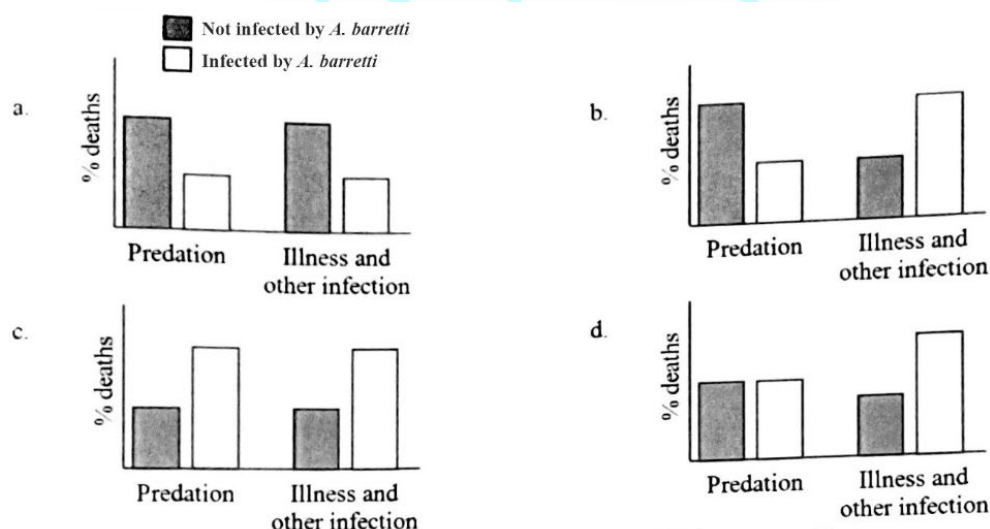 Not infected by A. barretti
Infected by A. barretti
a.
% deaths
Predation
Illness and
other infection
b.
% deaths
Predation
Illness and
other infection
c.
% deaths
Predation
Illness and
other infection
d.
% deaths
Predation
Illness and
other infection